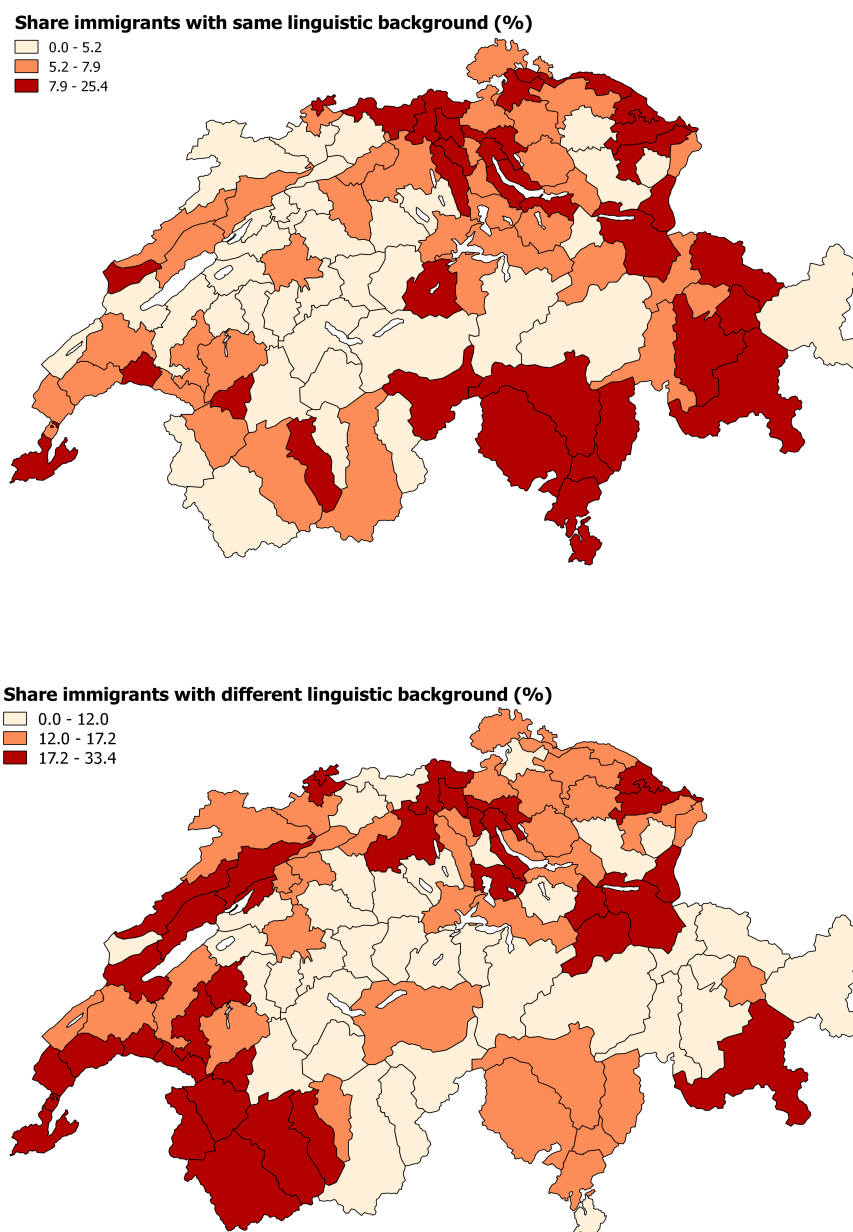 Share immigrants with same linguistic background (%)
0.0 - 5.2
5.2 - 7.9
7.9 - 25.4
Share immigrants with different linguistic background (%)
0.0 - 12.0
12.0 - 17.2
17.2 - 33.4